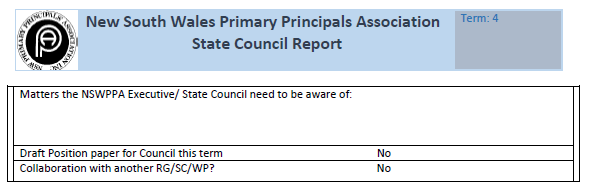 New South Wales Primary Principals Association
State Council Report
Term: 4
NSW PRIMARY PRINCIPALS ASSOCIATION INC.
PPA
Matters the NSWPPA Executive/ State Council need to be aware of:
Draft Position paper for Council this term No
Collaboration with another RG/SC/WP? No